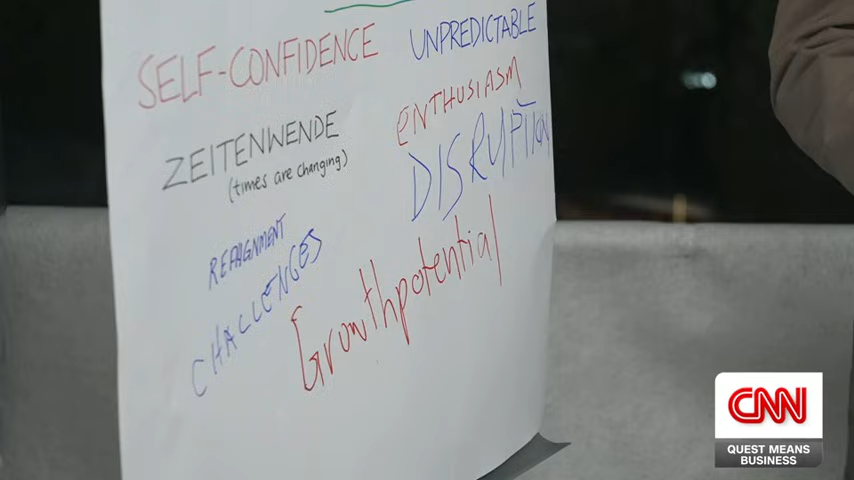 SELF-CONFIDENCE
UNPREDICTABLE
ENTHUSIASM
ZEITENWENDE
(times are changing)
DISRUPTION
REALIGNMENT
CHALLENGES
Growthpotential
CNN
QUEST MEANS
BUSINESS